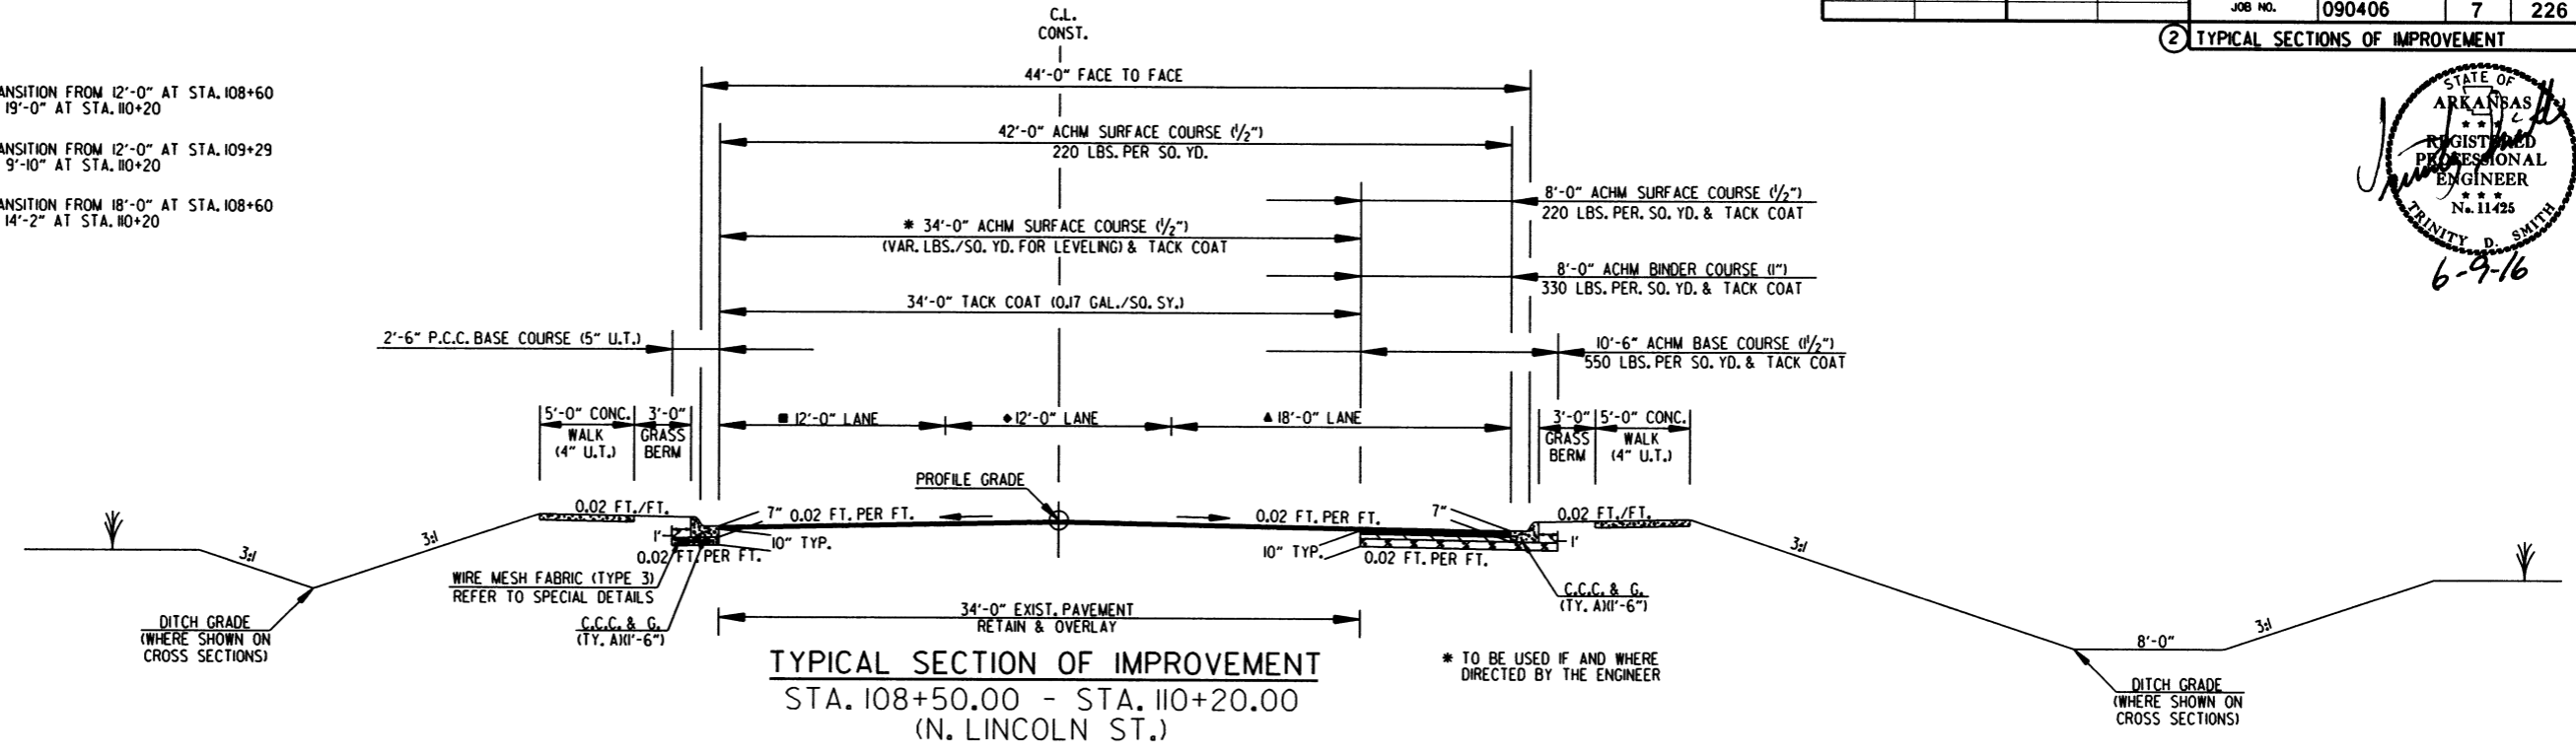 C.L.
CONST.
JOB NO. 090406 7 226
2 TYPICAL SECTIONS OF IMPROVEMENT
ANSITION FROM 12'-0" AT STA. 108+60
19'-0" AT STA. 110+20
ANSITION FROM 12'-0" AT STA. 109+29
9'-10" AT STA. 110+20
ANSITION FROM 18'-0" AT STA. 108+60
14'-2" AT STA. 110+20
STATE OF
ARKANSAS
* * *
REGISTERED
PROFESSIONAL
ENGINEER
* * *
No. 11425
TRINITY D. SMITH
6-9-16
44'-0" FACE TO FACE
42'-0" ACHM SURFACE COURSE (1/2")
220 LBS. PER SQ. YD.
8'-0" ACHM SURFACE COURSE (1/2")
220 LBS. PER. SQ. YD. & TACK COAT
* 34'-0" ACHM SURFACE COURSE (1/2")
(VAR. LBS./SQ. YD. FOR LEVELING) & TACK COAT
8'-0" ACHM BINDER COURSE (1")
330 LBS. PER. SQ. YD. & TACK COAT
34'-0" TACK COAT (0.17 GAL./SQ. SY.)
2'-6" P.C.C. BASE COURSE (5" U.T.)
10'-6" ACHM BASE COURSE (1 1/2")
550 LBS. PER SQ. YD. & TACK COAT
5'-0" CONC.
WALK
(4" U.T.)
3'-0"
GRASS
BERM
■ 12'-0" LANE
◆ 12'-0" LANE
▲ 18'-0" LANE
3'-0"
GRASS
BERM
5'-0" CONC.
WALK
(4" U.T.)
PROFILE GRADE
0.02 FT./FT.
7" 0.02 FT. PER FT.
0.02 FT. PER FT. 7"
0.02 FT./FT.
1'
10" TYP.
0.02 FT. PER FT.
10" TYP.
0.02 FT. PER FT.
1'
3:1
3:1
3:1
3:1
WIRE MESH FABRIC (TYPE 3)
REFER TO SPECIAL DETAILS
C.C.C. & G.
(TY. A)(1'-6")
C.C.C. & G.
(TY. A)(1'-6")
DITCH GRADE
(WHERE SHOWN ON
CROSS SECTIONS)
34'-0" EXIST. PAVEMENT
RETAIN & OVERLAY
8'-0"
DITCH GRADE
(WHERE SHOWN ON
CROSS SECTIONS)
* TO BE USED IF AND WHERE
DIRECTED BY THE ENGINEER
TYPICAL SECTION OF IMPROVEMENT
STA. 108+50.00 - STA. 110+20.00
(N. LINCOLN ST.)